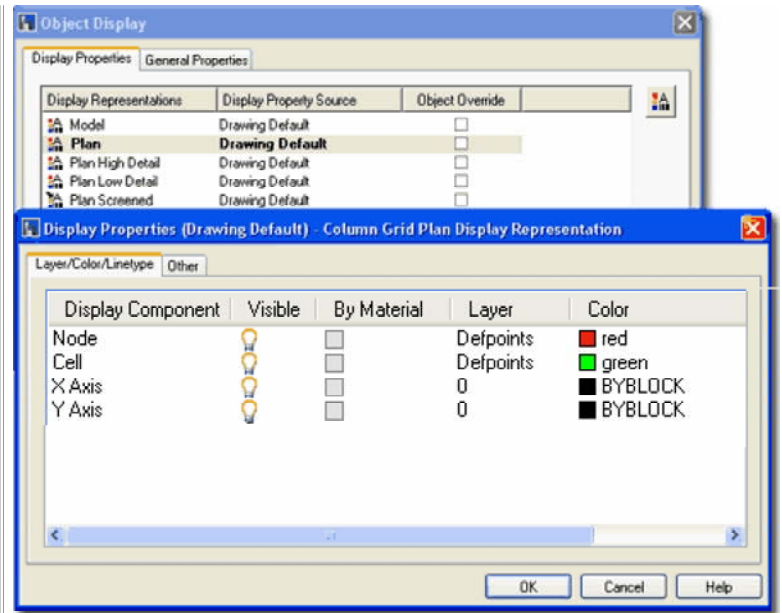 Object Display
Display Properties General Properties
Display Representations Display Property Source Object Override
Model Drawing Default
Plan Drawing Default
Plan High Detail Drawing Default
Plan Low Detail Drawing Default
Plan Screened Drawing Default
Display Properties (Drawing Default) - Column Grid Plan Display Representation
Layer/Color/Linetype Other
Display Component Visible By Material Layer Color
Node Defpoints red
Cell Defpoints green
X Axis 0 BYBLOCK
Y Axis 0 BYBLOCK
OK Cancel Help